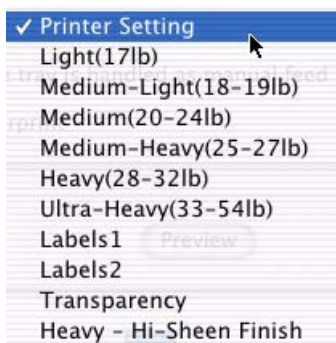 ✓ Printer Setting
Light(17lb)
Medium-Light(18-19lb)
Medium(20-24lb)
Medium-Heavy(25-27lb)
Heavy(28-32lb)
Ultra-Heavy(33-54lb)
Labels1
Preview
Labels2
Transparency
Heavy - Hi-Sheen Finish